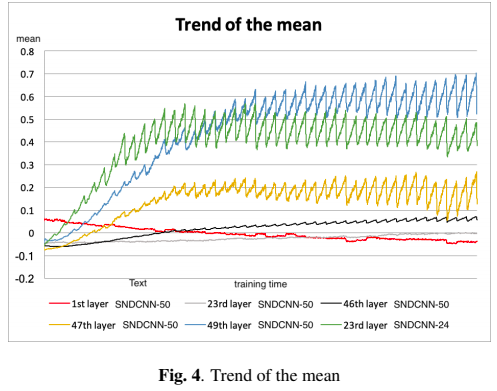 Trend of the mean
mean
0.8
0.7
0.6
0.5
0.4
0.3
0.2
0.1
0
-0.1
-0.2
Text training time
1st layer SNDCNN-50 23rd layer SNDCNN-50 46th layer SNDCNN-50
47th layer SNDCNN-50 49th layer SNDCNN-50 23rd layer SNDCNN-24
Fig. 4. Trend of the mean